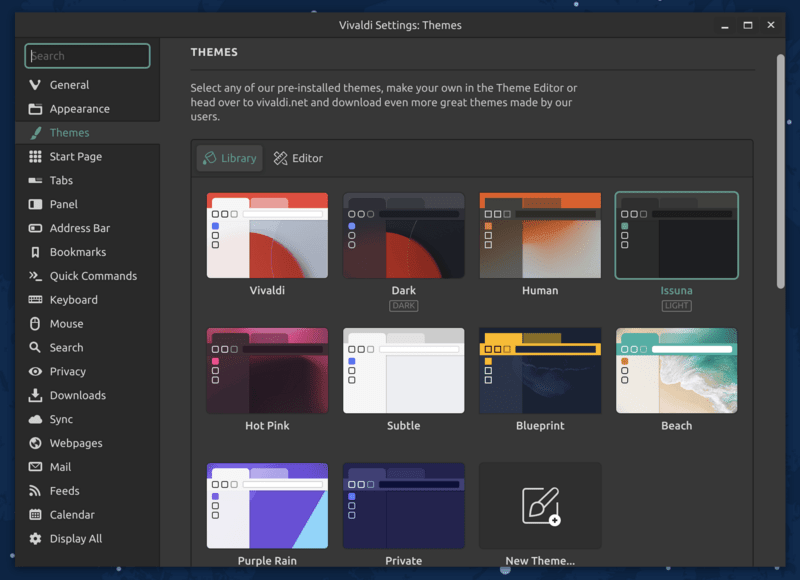 Vivaldi Settings: Themes
Search
General
Appearance
Themes
Start Page
Tabs
Panel
Address Bar
Bookmarks
Quick Commands
Keyboard
Mouse
Search
Privacy
Downloads
Sync
Webpages
Mail
Feeds
Calendar
Display All
THEMES
Select any of our pre-installed themes, make your own in the Theme Editor or
head over to vivaldi.net and download even more great themes made by our
users.
Library
Editor
Vivaldi
Dark
DARK
Human
Issuna
LIGHT
Hot Pink
Subtle
Blueprint
Beach
Purple Rain
Private
New Theme...